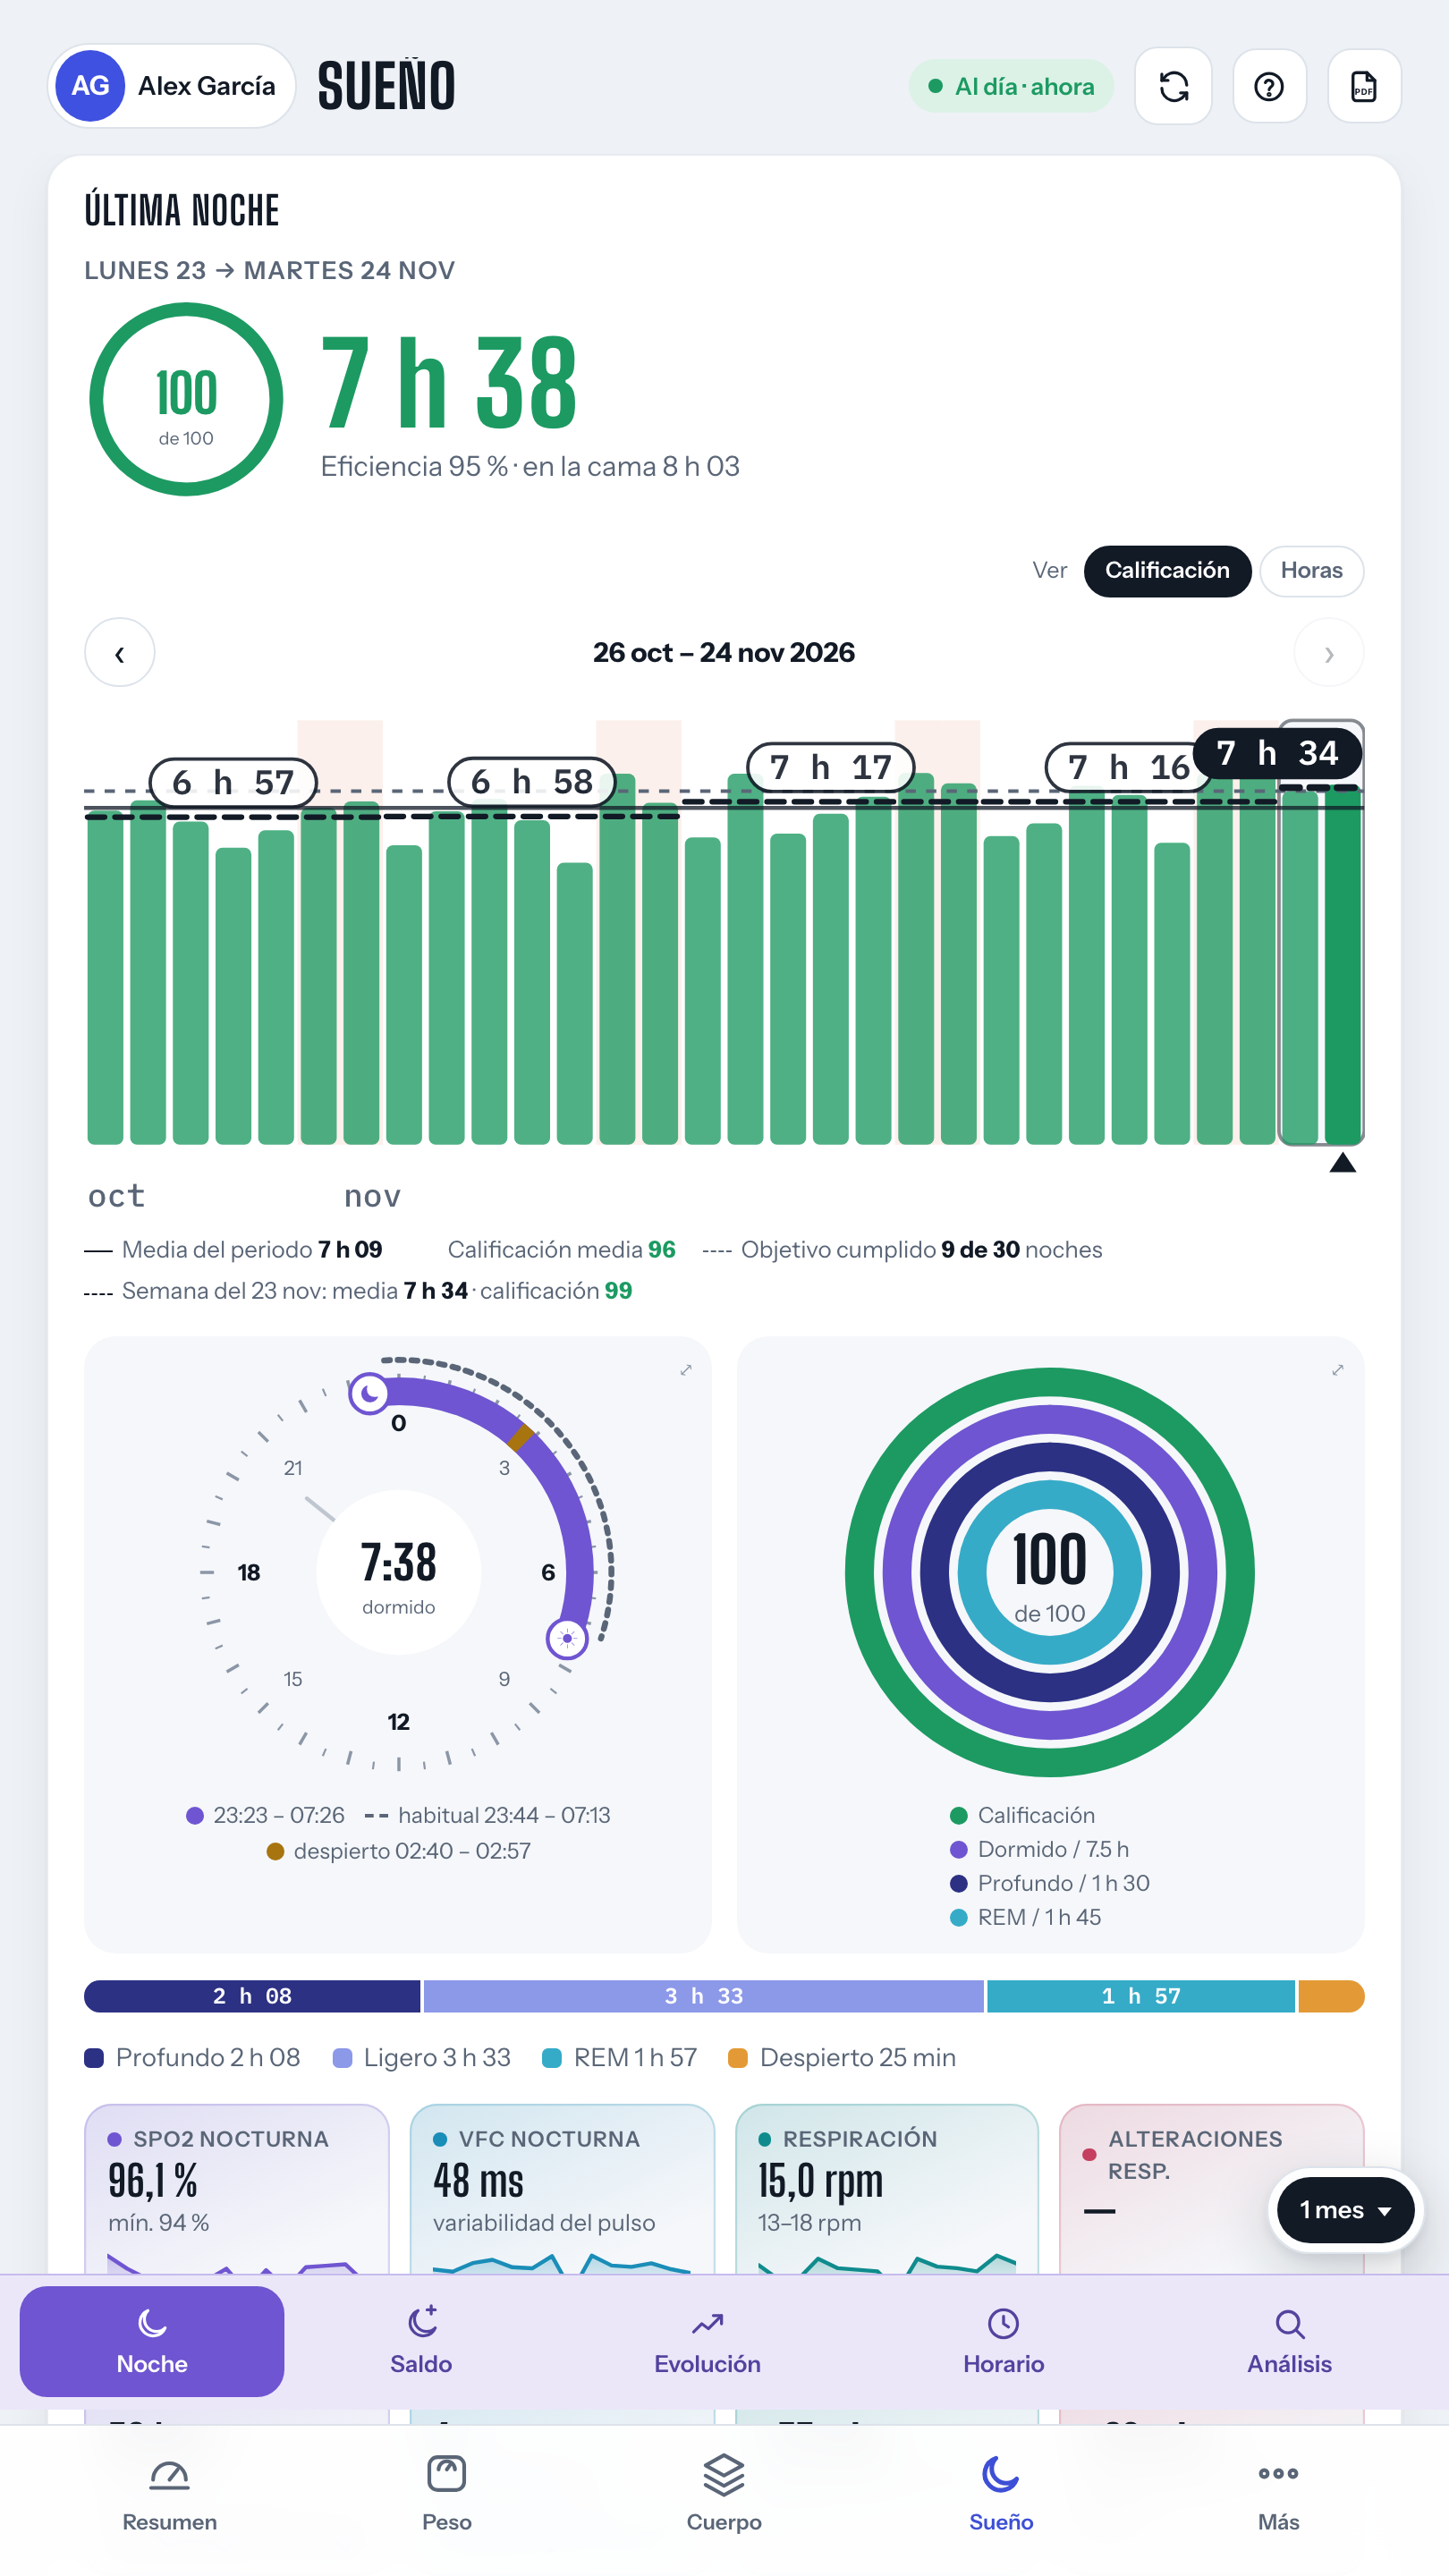 AG Alex García SUEÑO Al día · ahora PDF
ÚLTIMA NOCHE
LUNES 23 → MARTES 24 NOV
100
de 100
7 h 38
Eficiencia 95 % · en la cama 8 h 03
Ver Calificación Horas
‹ 26 oct – 24 nov 2026 ›
6 h 57 6 h 58 7 h 17 7 h 16 7 h 34
oct nov
Media del periodo 7 h 09 Calificación media 96 Objetivo cumplido 9 de 30 noches
Semana del 23 nov: media 7 h 34 · calificación 99
0
21 3
18 6
15 9
12
7:38
dormido
23:23 – 07:26 habitual 23:44 – 07:13
despierto 02:40 – 02:57
100
de 100
Calificación
Dormido / 7.5 h
Profundo / 1 h 30
REM / 1 h 45
2 h 08 3 h 33 1 h 57
Profundo 2 h 08 Ligero 3 h 33 REM 1 h 57 Despierto 25 min
SPO2 NOCTURNA
96,1 %
mín. 94 %
VFC NOCTURNA
48 ms
variabilidad del pulso
RESPIRACIÓN
15,0 rpm
13–18 rpm
ALTERACIONES
RESP.
—
1 mes
Noche Saldo Evolución Horario Análisis
Resumen Peso Cuerpo Sueño Más